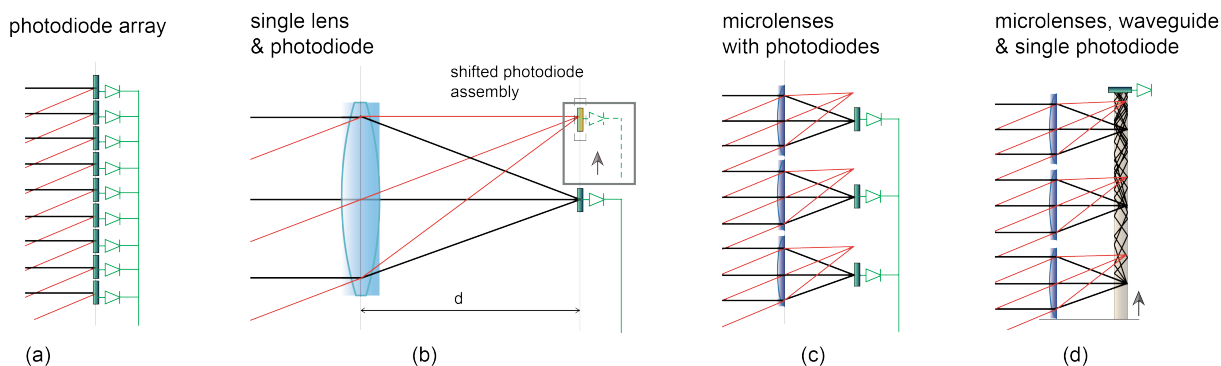 photodiode array
single lens
& photodiode
shifted photodiode
assembly
d
microlenses
with photodiodes
microlenses, waveguide
& single photodiode
(a)
(b)
(c)
(d)